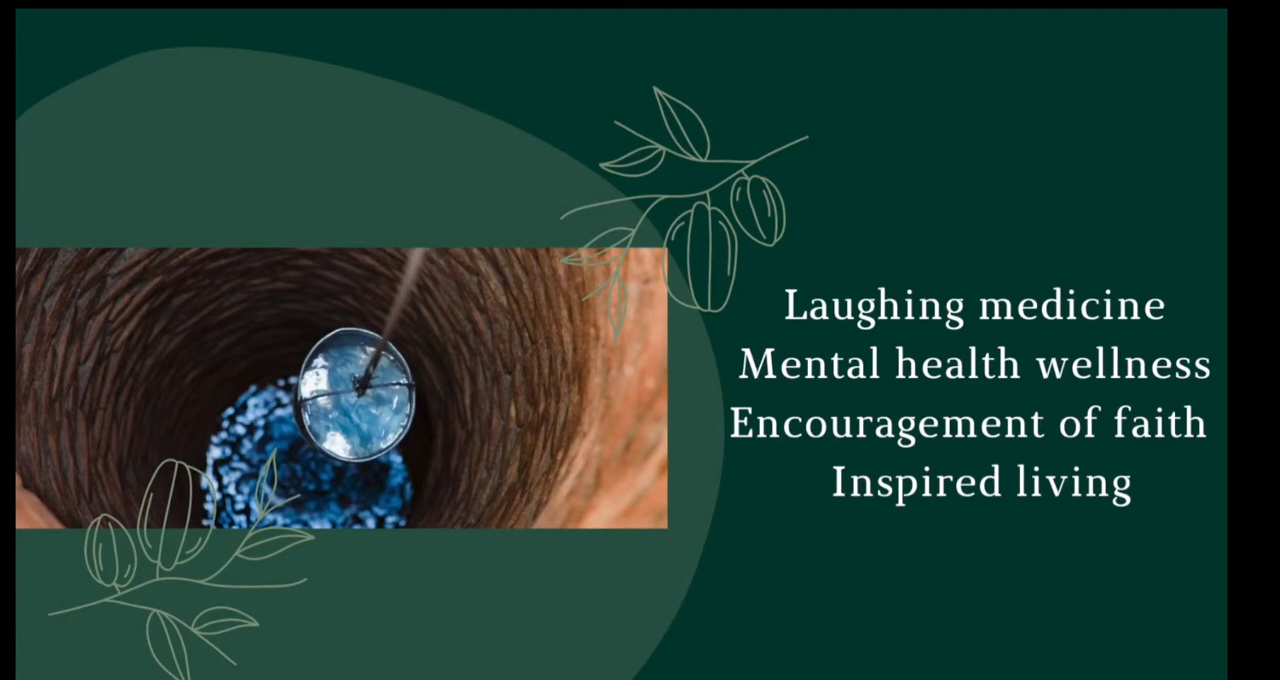 Laughing medicine
Mental health wellness
Encouragement of faith
Inspired living